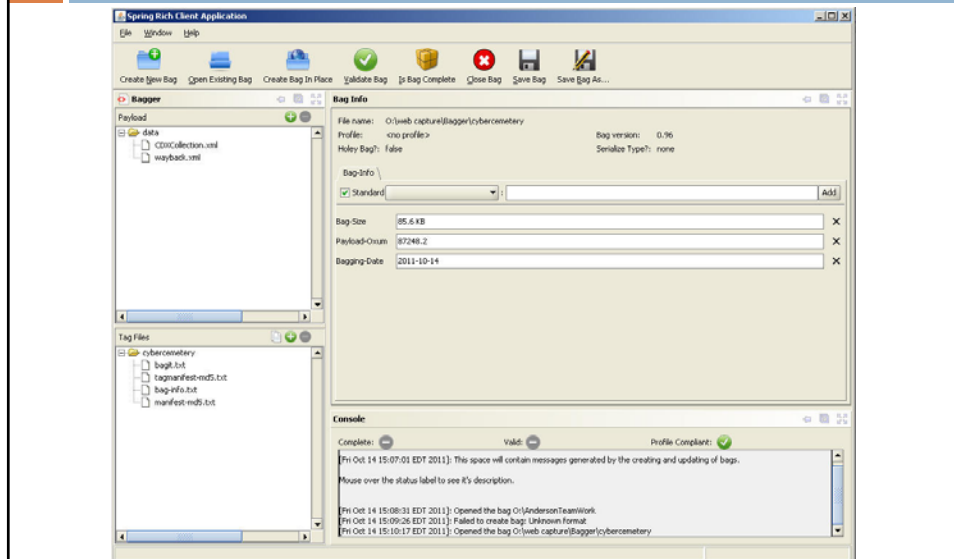 Spring Rich Client Application
File Window Help
Create New Bag Open Existing Bag Create Bag In Place Validate Bag Is Bag Complete Close Bag Save Bag Save Bag As...
Bagger
Payload
data
CDXCollection.xml
wayback.xml
Tag Files
cybercemetery
bagit.txt
tagmanifest-md5.txt
bag-info.txt
manifest-md5.txt
Bag Info
File name: O:\web capture\Bagger\cybercemetery
Profile: <no profile> Bag version: 0.96
Holey Bag?: false Serialize Type?: none
Bag-Info
Standard : Add
Bag-Size 85.6 KB
Payload-Oxum 87248.2
Bagging-Date 2011-10-14
Console
Complete: Valid: Profile Compliant:
[Fri Oct 14 15:07:01 EDT 2011]: This space will contain messages generated by the creating and updating of bags.
Mouse over the status label to see it's description.
[Fri Oct 14 15:08:31 EDT 2011]: Opened the bag O:\AndersonTeamWork
[Fri Oct 14 15:09:26 EDT 2011]: Failed to create bag: Unknown format
[Fri Oct 14 15:10:17 EDT 2011]: Opened the bag O:\web capture\Bagger\cybercemetery